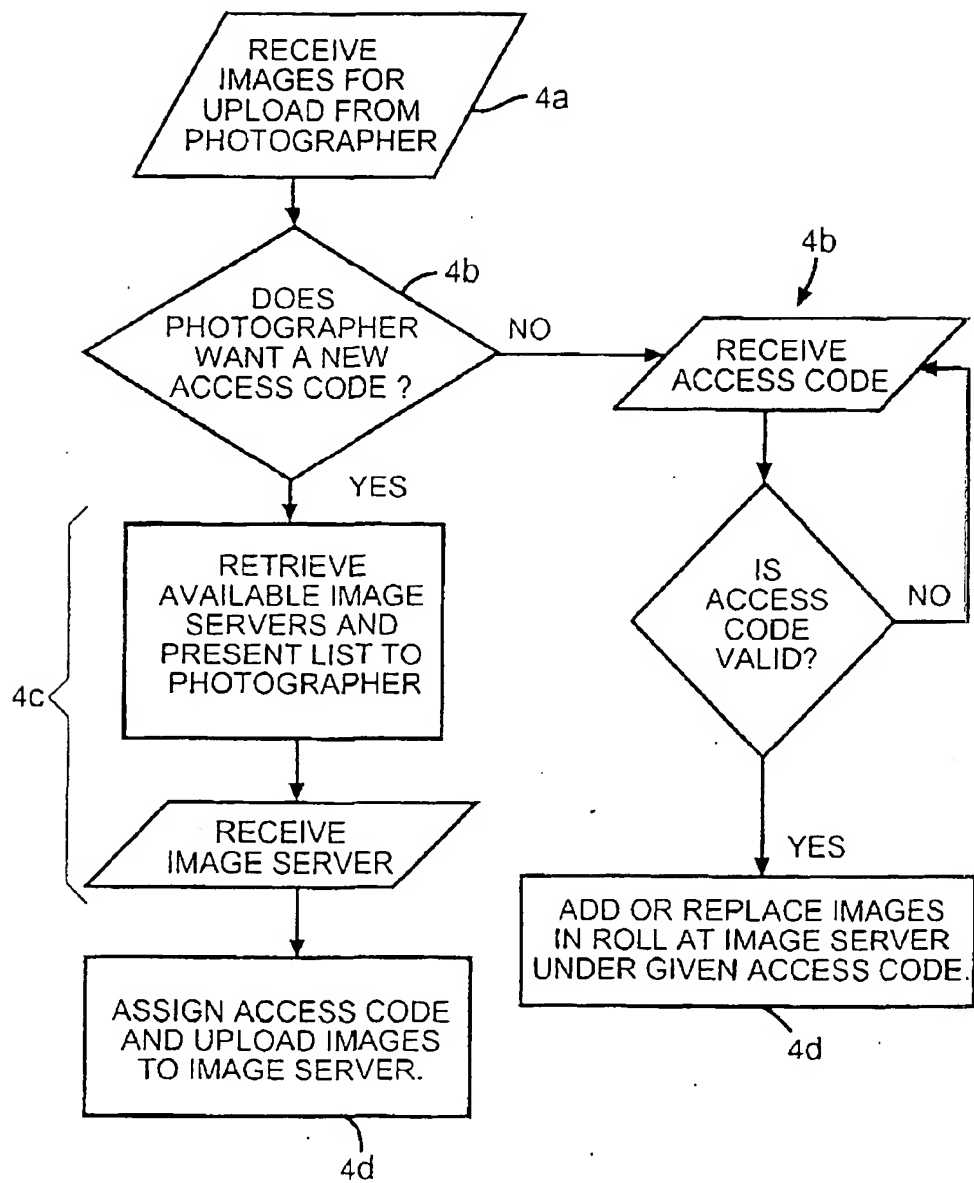 RECEIVE
IMAGES FOR
UPLOAD FROM
PHOTOGRAPHER
4a
4b
DOES
PHOTOGRAPHER
WANT A NEW
ACCESS CODE ?
NO
YES
4b
RECEIVE
ACCESS CODE
IS
ACCESS
CODE
VALID?
NO
YES
4c
RETRIEVE
AVAILABLE IMAGE
SERVERS AND
PRESENT LIST TO
PHOTOGRAPHER
RECEIVE
IMAGE SERVER
ASSIGN ACCESS CODE
AND UPLOAD IMAGES
TO IMAGE SERVER.
4d
ADD OR REPLACE IMAGES
IN ROLL AT IMAGE SERVER
UNDER GIVEN ACCESS CODE.
4d